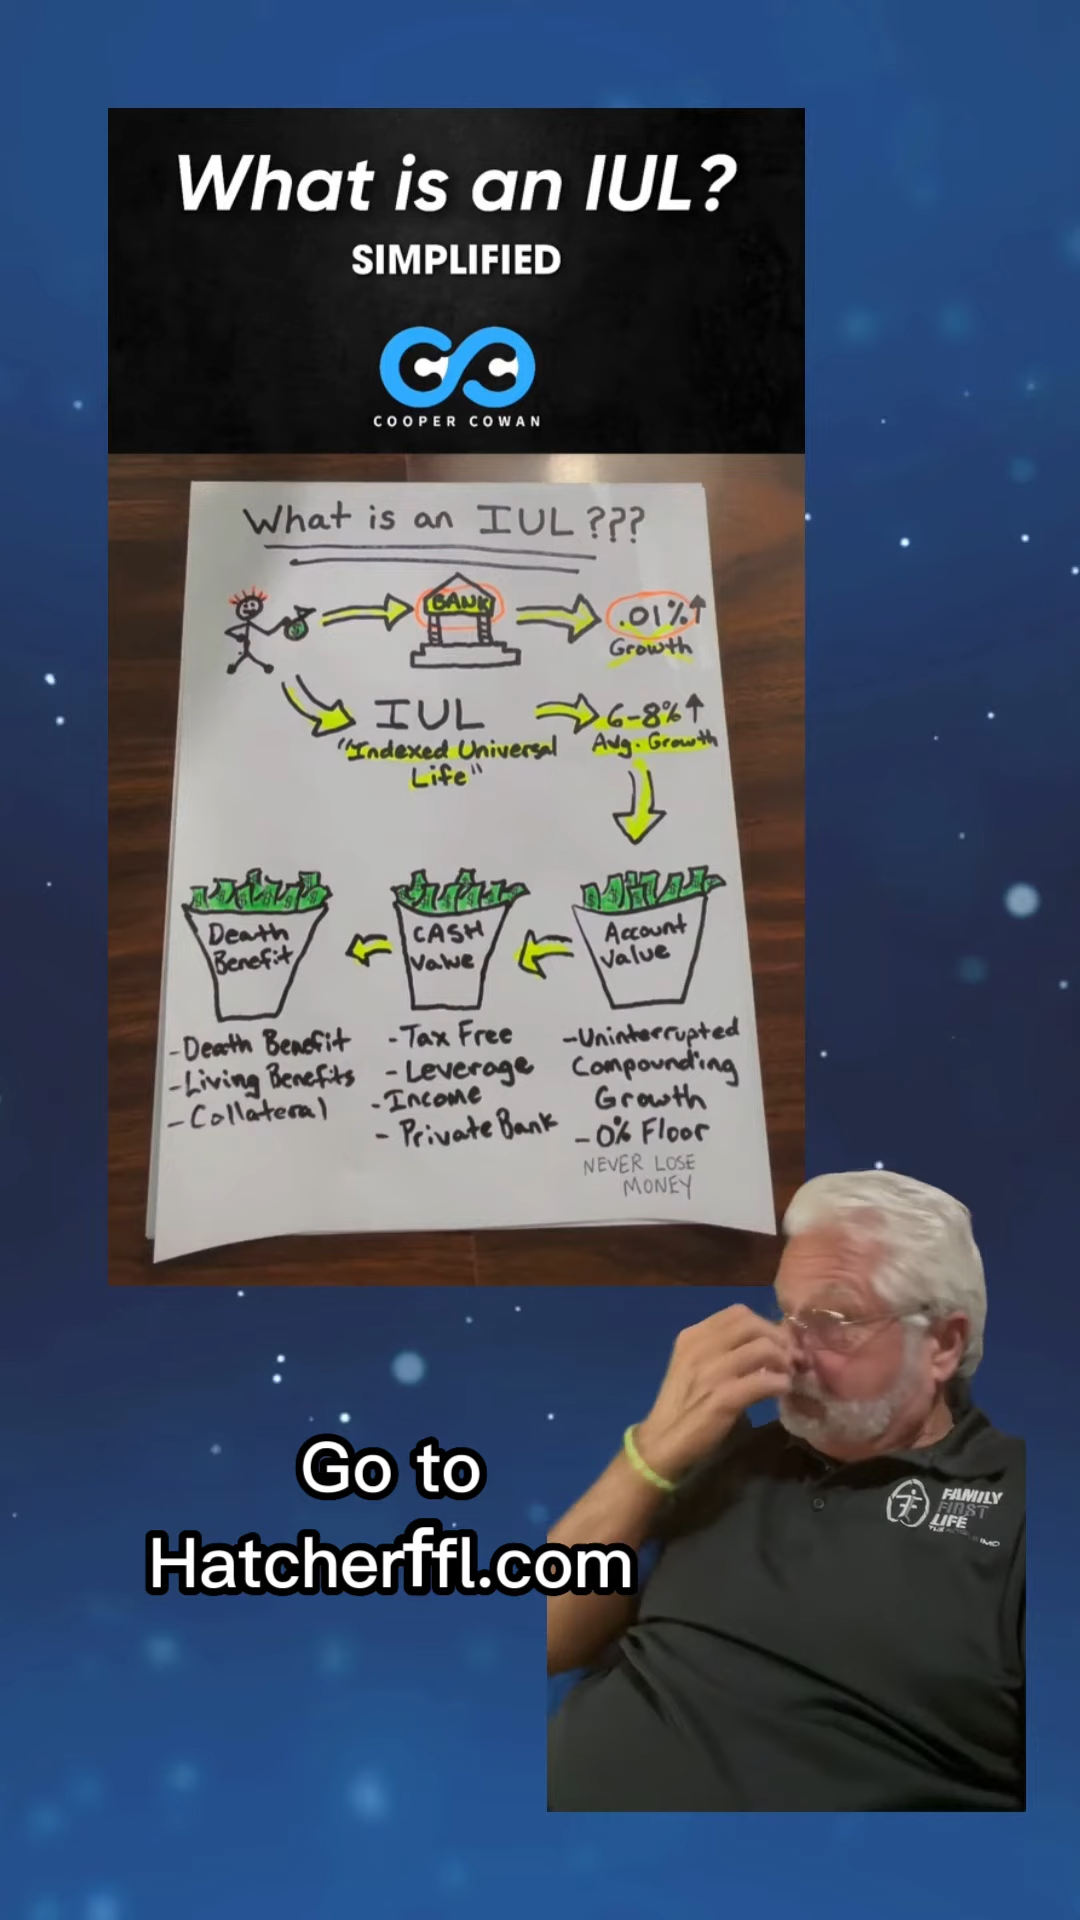 What is an IUL?
SIMPLIFIED
COOPER COWAN
What is an IUL???
BANK
.01%
Growth
IUL
6-8%
"Indexed Universal
Life"
Avg. Growth
Death
Benefit
CASH
Value
Account
Value
-Death Benefit
-Living Benefits
-Collateral
-Tax Free
-Leverage
-Income
-Private Bank
-Uninterrupted
Compounding
Growth
-0% Floor
NEVER LOSE
MONEY
Go to
Hatcherffl.com
FAMILY
FIRST
LIFE
IMO